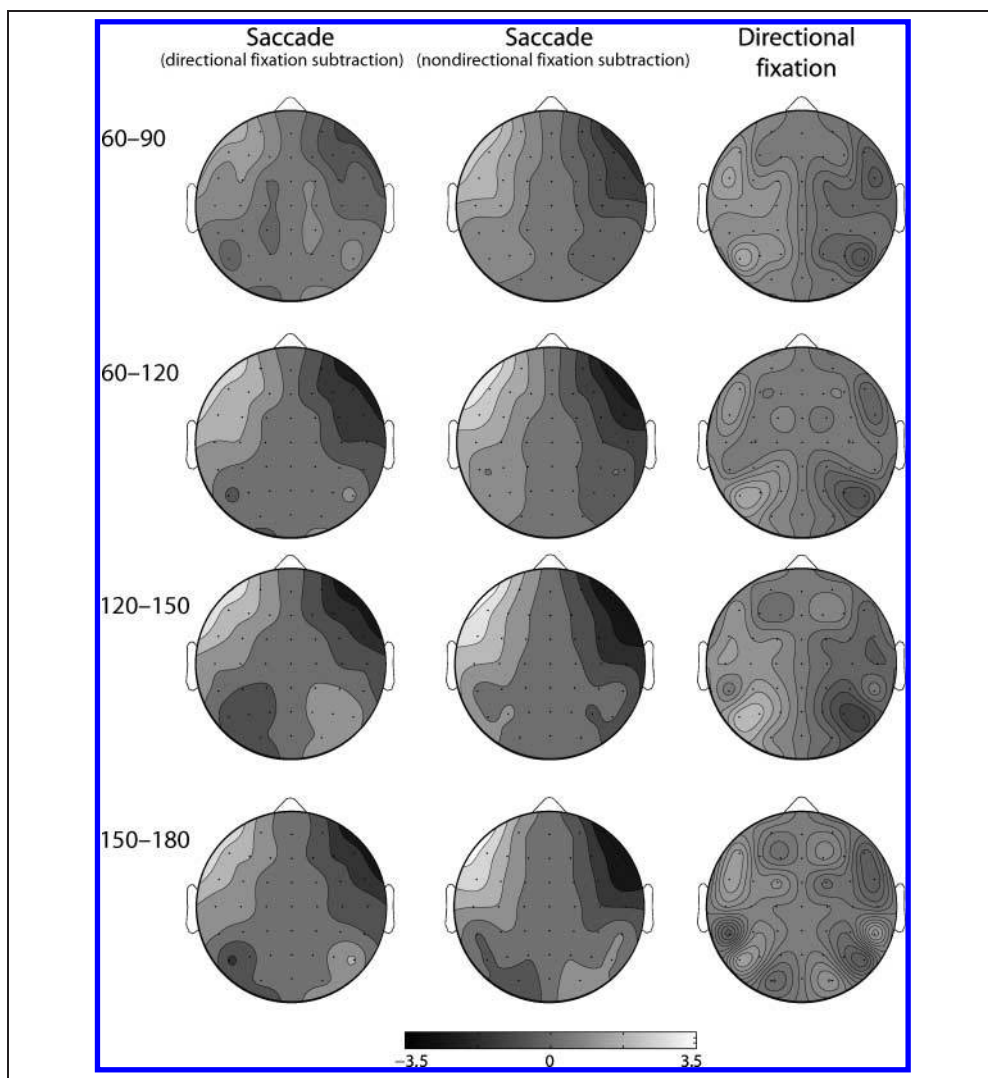 Saccade
(directional fixation subtraction)
Saccade
(nondirectional fixation subtraction)
Directional
fixation
60–90
60–120
120–150
150–180
−3.5 0 3.5